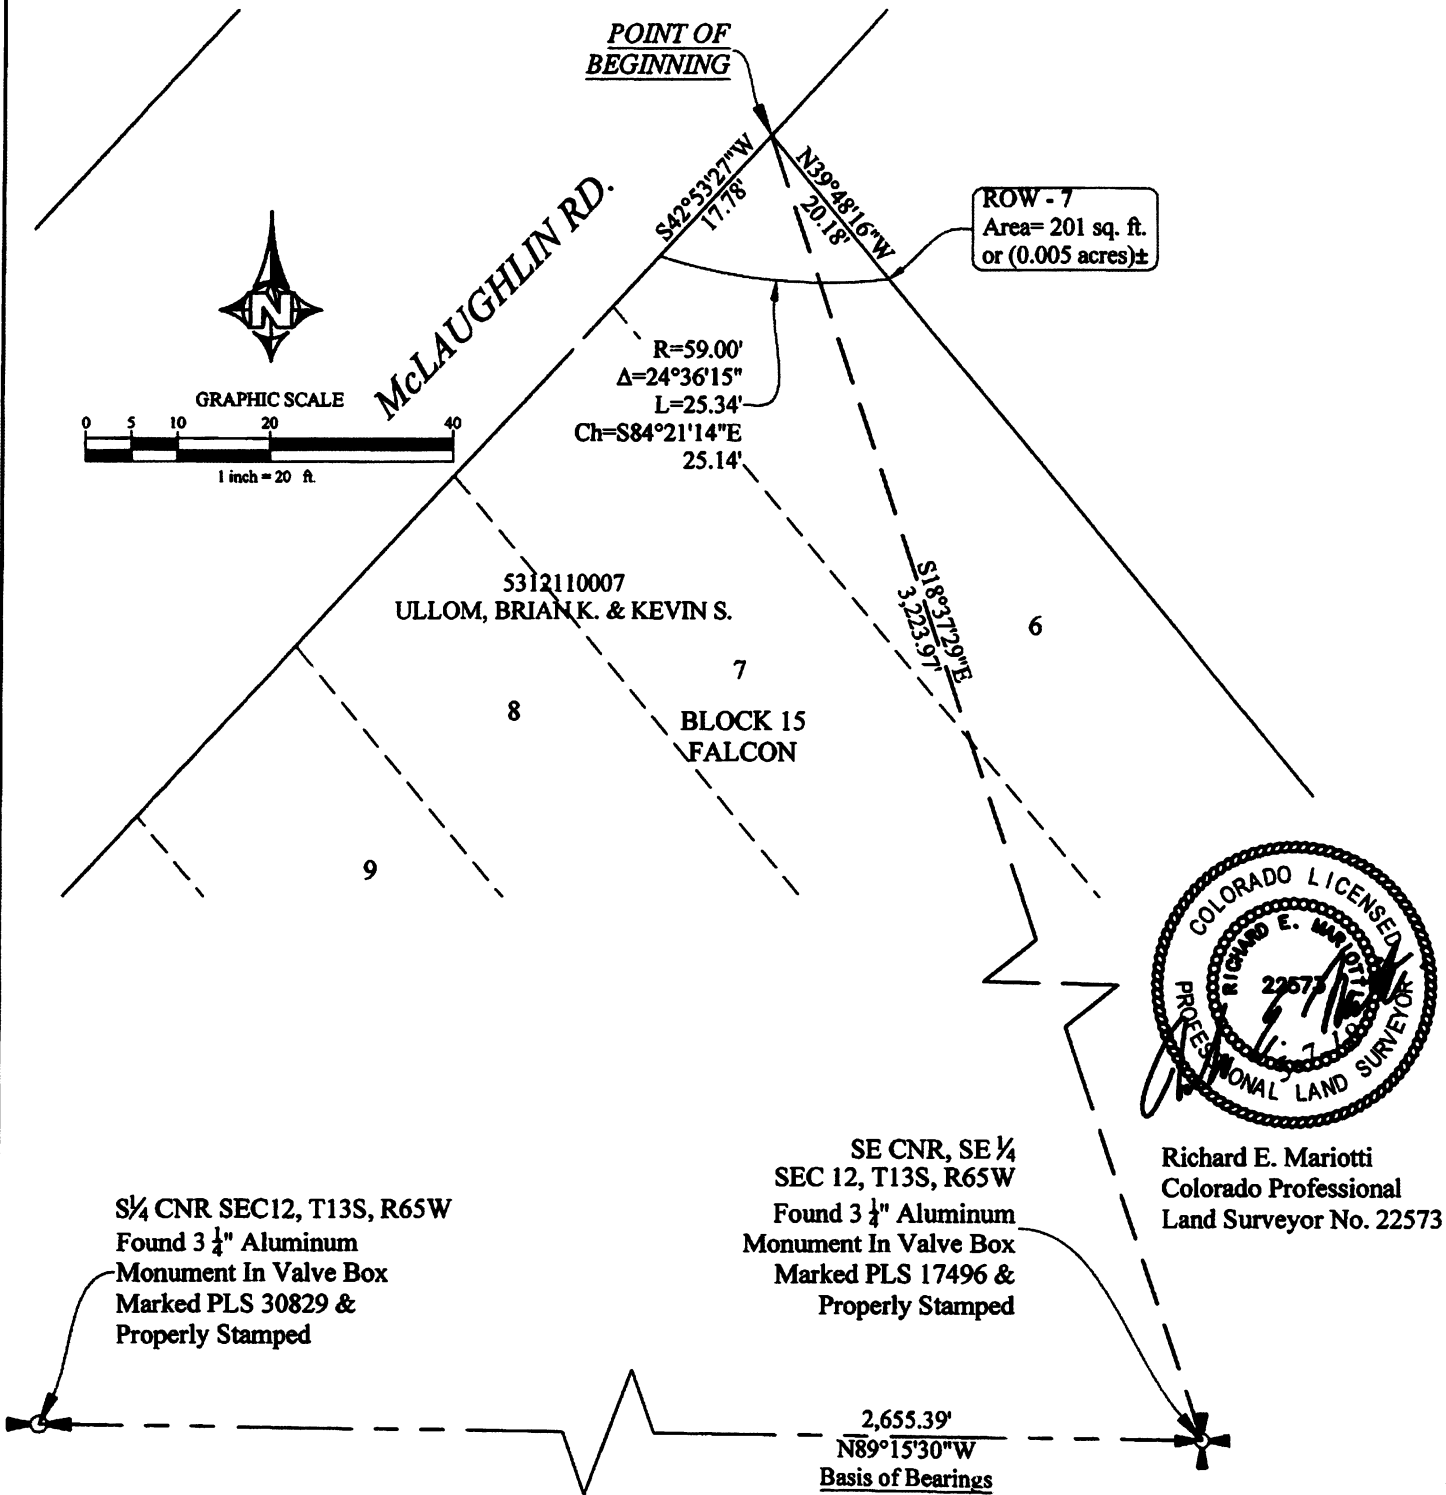 POINT OF
BEGINNING
S42°53'27"W
17.78'
N39°48'16"W
20.18'
ROW - 7
Area= 201 sq. ft.
or (0.005 acres)±
McLAUGHLIN RD.
N
GRAPHIC SCALE
0 5 10 20 40
1 inch = 20 ft.
R=59.00'
Δ=24°36'15"
L=25.34'
Ch=S84°21'14"E
25.14'
S18°37'29"E
3,223.97'
5312110007
ULLOM, BRIAN K. & KEVIN S.
6
7
8
BLOCK 15
FALCON
9
COLORADO LICENSED
RICHARD E. MARIOTTI
22573
PROFESSIONAL LAND SURVEYOR
Richard E. Mariotti
Colorado Professional
Land Surveyor No. 22573
SE CNR, SE ¼
SEC 12, T13S, R65W
Found 3 ¼" Aluminum
Monument In Valve Box
Marked PLS 17496 &
Properly Stamped
S¼ CNR SEC12, T13S, R65W
Found 3 ¼" Aluminum
Monument In Valve Box
Marked PLS 30829 &
Properly Stamped
2,655.39'
N89°15'30"W
Basis of Bearings